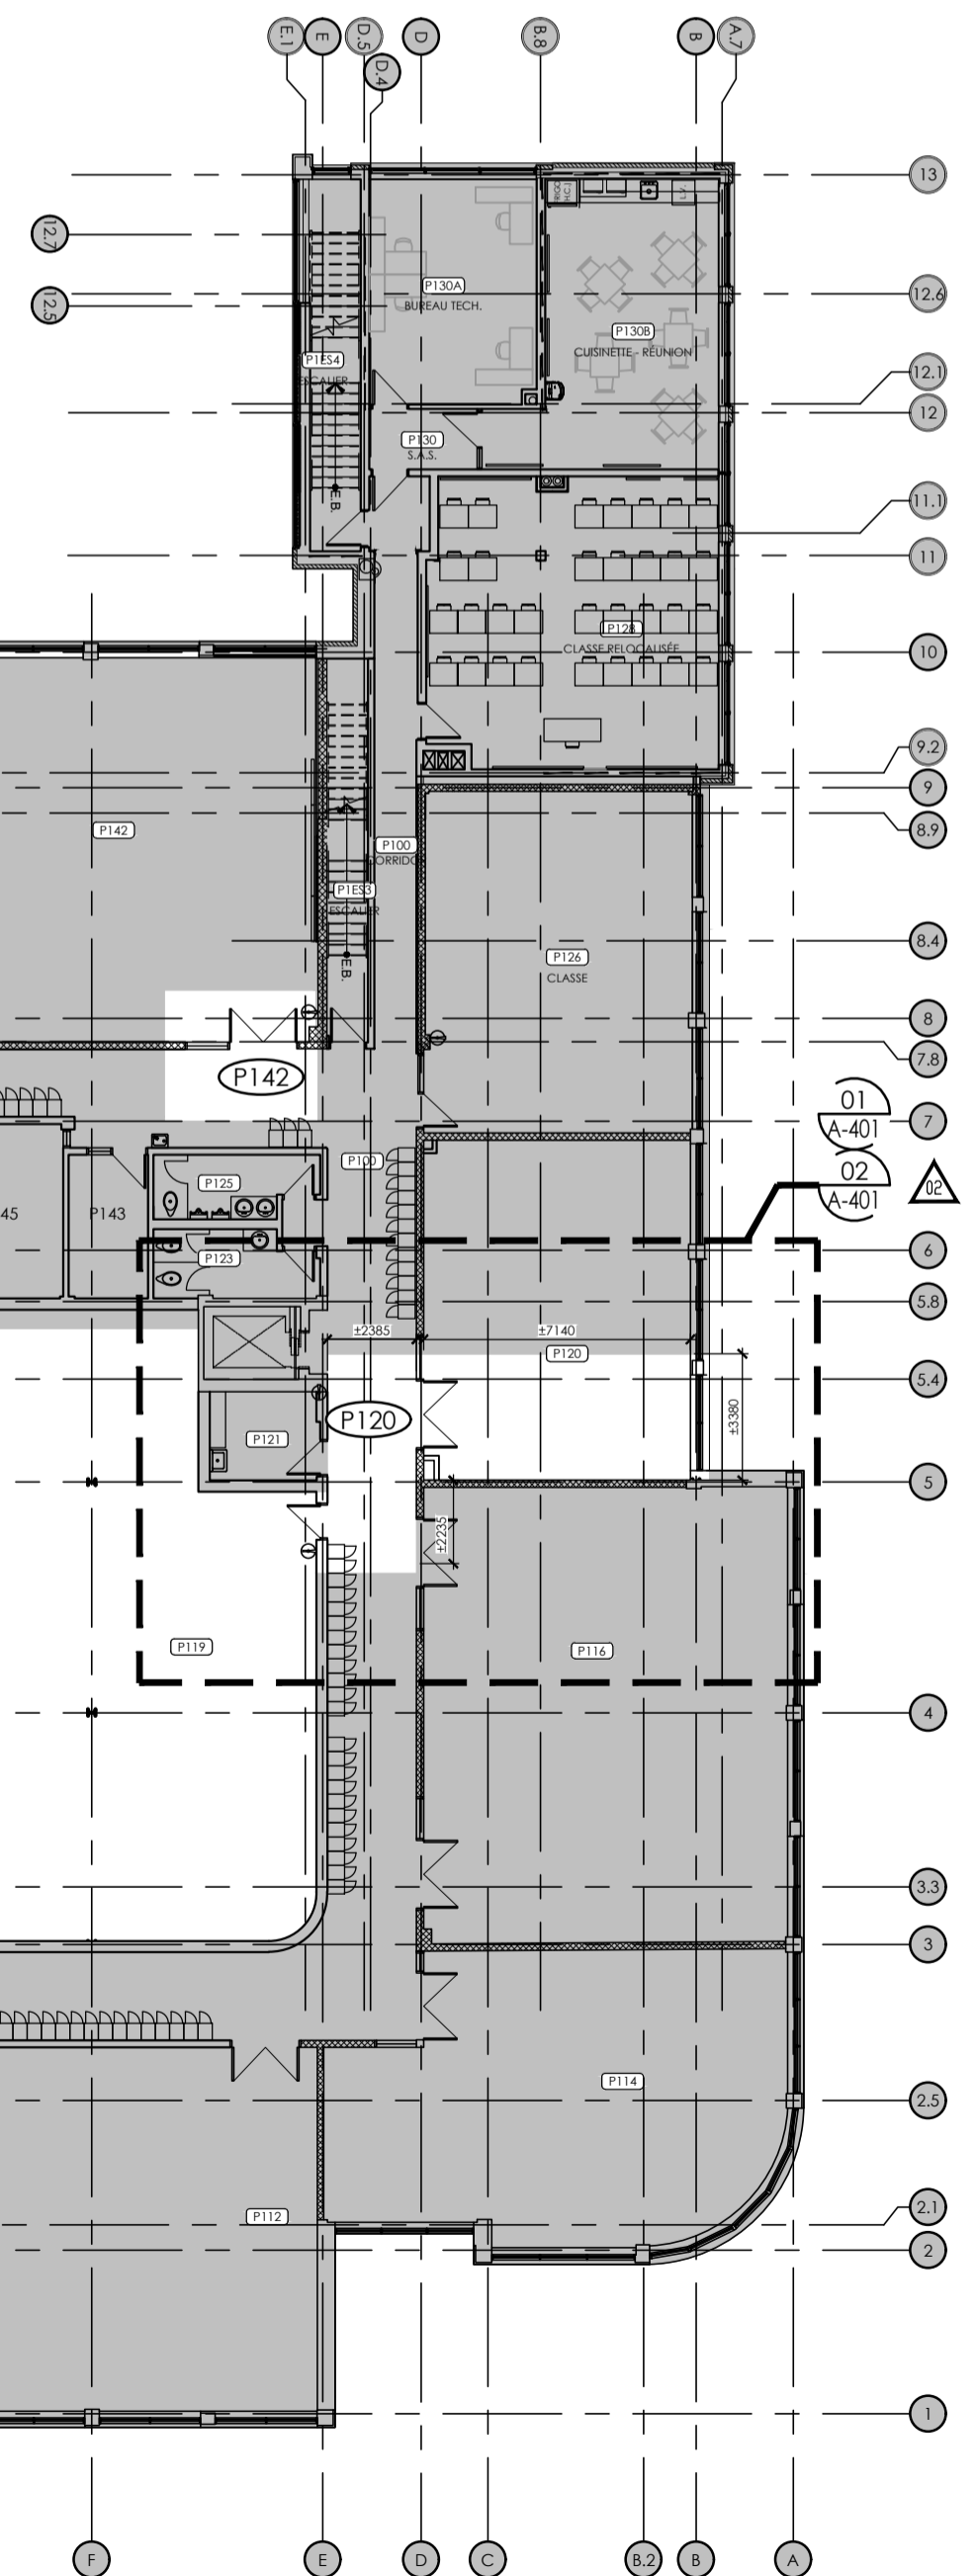 E.1
E
D.5
D.4
D
B.8
B
A.7
13
12.7
12.6
12.5
FRIGO
H.C.J
L.V.
P130A
BUREAU TECH.
P130B
CUISINETTE - RÉUNION
P1ES4
ESCALIER
12.1
12
P130
S.A.S.
E.B.
11.1
11
P128
CLASSE RELOCALISÉE
10
9.2
9
8.9
P142
P100
CORRIDOR
P1ES3
ESCALIER
E.B.
P126
CLASSE
8.4
8
7.8
P142
01
A-401
7
P100
P125
02
A-401
02
45
P143
P123
6
5.8
±2385
±7140
P120
5.4
±3380
P120
P121
5
±2235
P119
P116
4
3.3
3
P114
2.5
P112
2.1
2
1
F
E
D
C
B.2
B
A